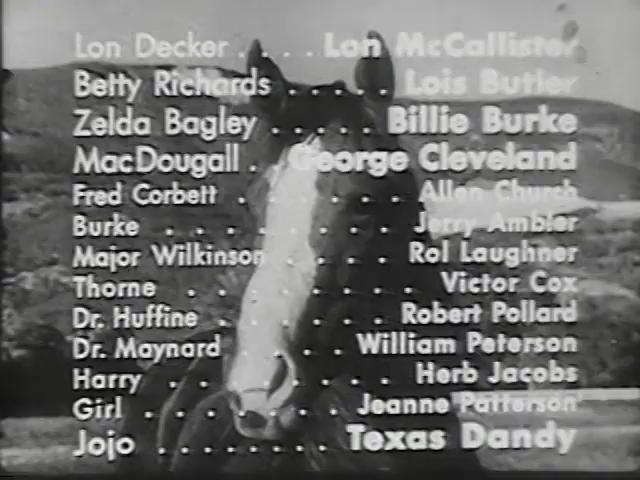 Lon Decker . . . . Lon McCallister
Betty Richards . . . . . Lois Butler
Zelda Bagley . . . . . Billie Burke
MacDougall . . George Cleveland
Fred Corbett . . . . . . Allen Church
Burke . . . . . . . . Jerry Ambler
Major Wilkinson . . . . Rol Laughner
Thorne . . . . . . . . Victor Cox
Dr. Huffine . . . . . . Robert Pollard
Dr. Maynard . . . . William Peterson
Harry . . . . . . . . Herb Jacobs
Girl . . . . . . . Jeanne Patterson
Jojo . . . . . . . . Texas Dandy